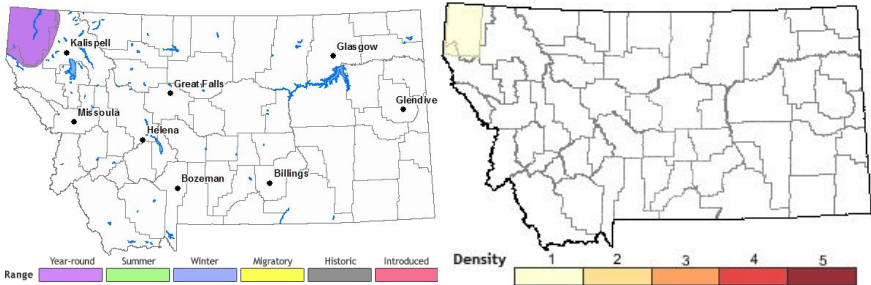 Kalispell
Glasgow
Great Falls
Glendive
Missoula
Helena
Bozeman
Billings
Range
Year-round
Summer
Winter
Migratory
Historic
Introduced
Density
1 2 3 4 5